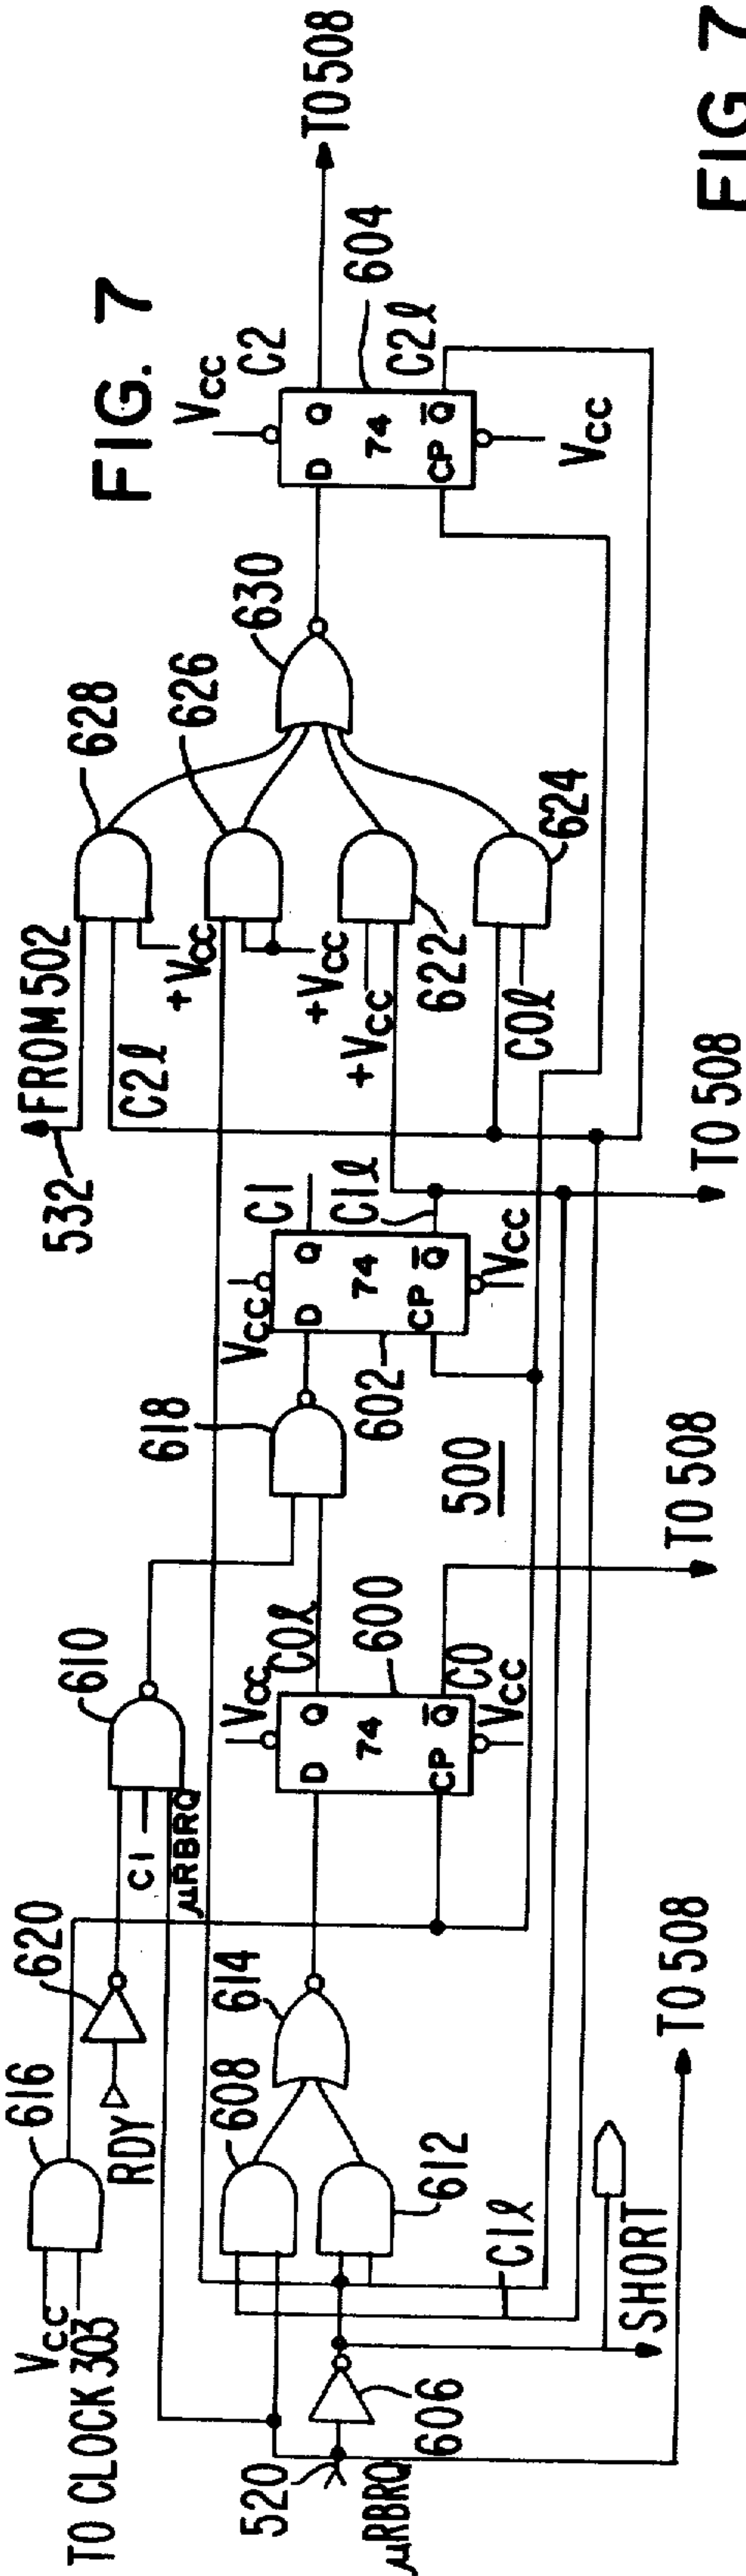 FIG. 7
FIG. 7
TO CLOCK 303
Vcc
616
RDY
620
610
C1
μRBRQ
618
520
μRBRQ
606
608
612
614
C1ℓ
SHORT
TO 508
Vcc
C0ℓ
600
D Q
74
CP Q̅
C0
Vcc
TO 508
500
Vcc
C1
602
D Q
74
CP Q̅
C1ℓ
Vcc
TO 508
532
FROM 502
C2ℓ
+Vcc
628
+Vcc
626
+Vcc
622
C0ℓ
624
630
Vcc
C2
D Q
74
CP Q̅
604
C2ℓ
Vcc
TO 508